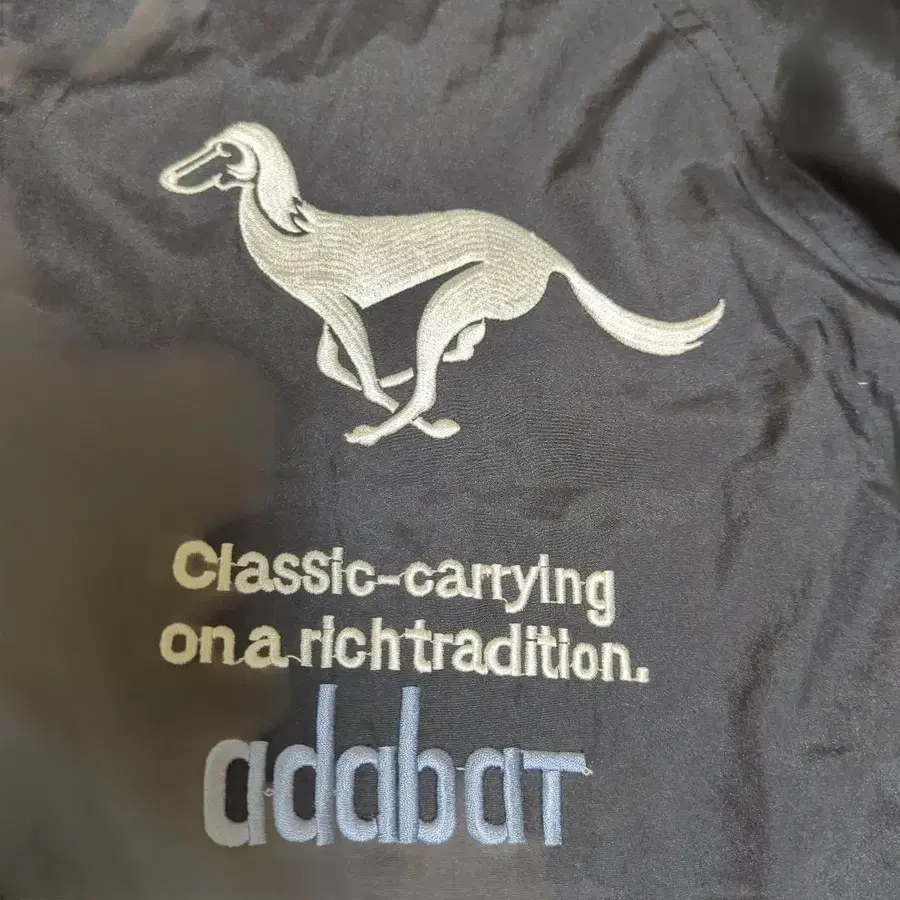 Classic-carrying
on a rich tradition.
adabat